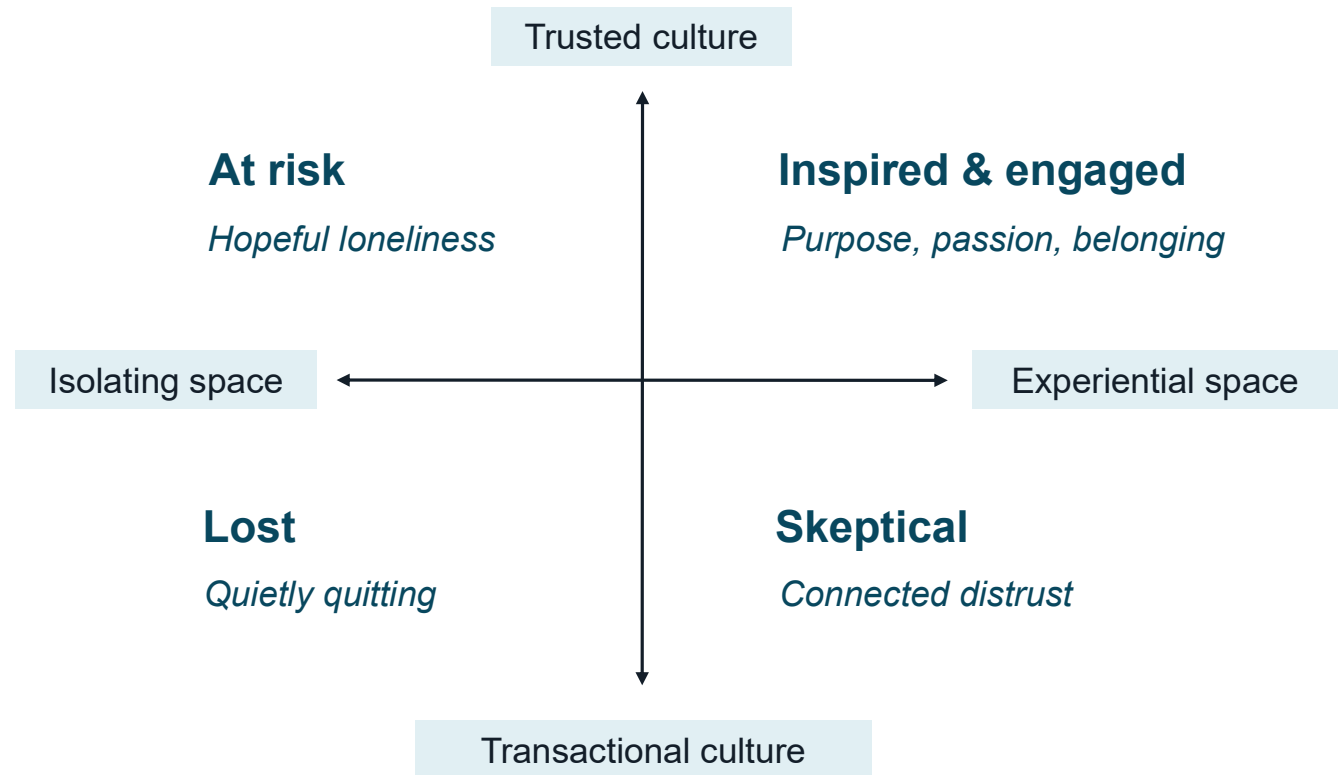 Trusted culture
At risk
Inspired & engaged
Hopeful loneliness
Purpose, passion, belonging
Isolating space
Experiential space
Lost
Skeptical
Quietly quitting
Connected distrust
Transactional culture